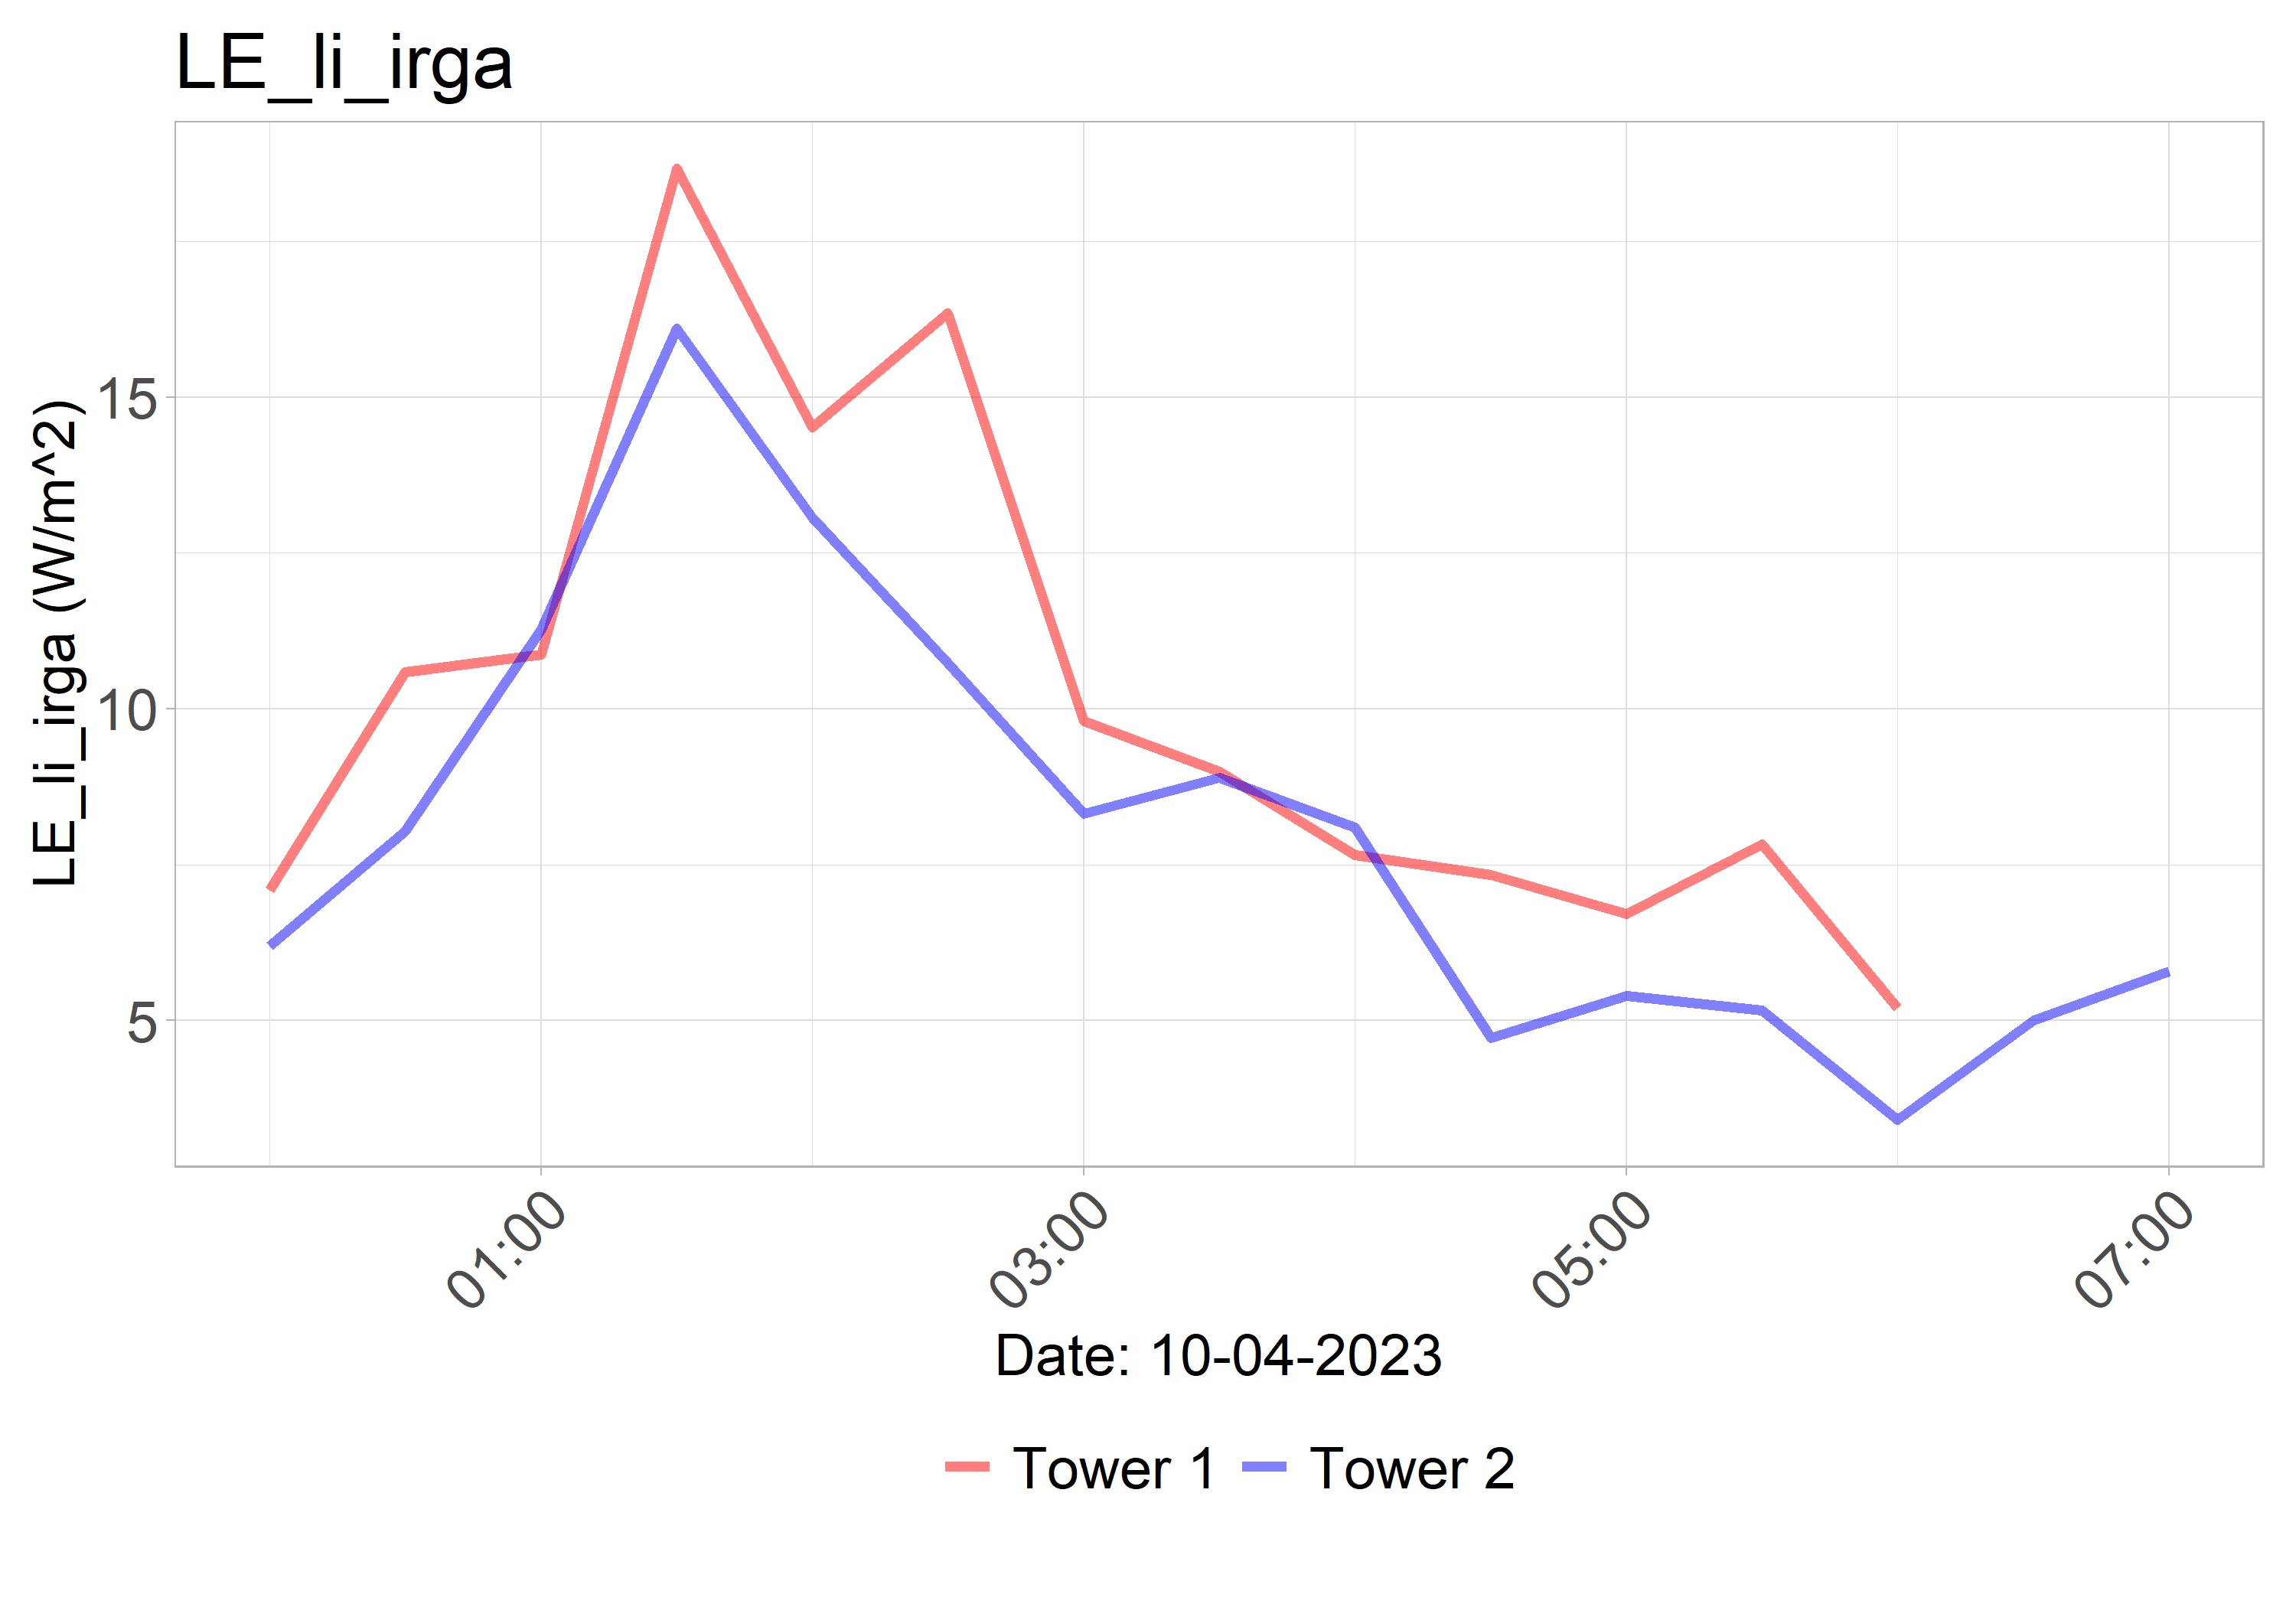 LE_li_irga
LE_li_irga (W/m^2)
15
10
5
01:00
03:00
05:00
07:00
Date: 10-04-2023
Tower 1
Tower 2